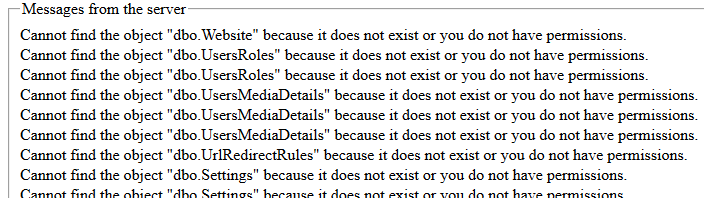 Messages from the server
Cannot find the object "dbo.Website" because it does not exist or you do not have permissions.
Cannot find the object "dbo.UsersRoles" because it does not exist or you do not have permissions.
Cannot find the object "dbo.UsersRoles" because it does not exist or you do not have permissions.
Cannot find the object "dbo.UsersMediaDetails" because it does not exist or you do not have permissions.
Cannot find the object "dbo.UsersMediaDetails" because it does not exist or you do not have permissions.
Cannot find the object "dbo.UsersMediaDetails" because it does not exist or you do not have permissions.
Cannot find the object "dbo.UrlRedirectRules" because it does not exist or you do not have permissions.
Cannot find the object "dbo.Settings" because it does not exist or you do not have permissions.
Cannot find the object "dbo.Settings" because it does not exist or you do not have permissions.